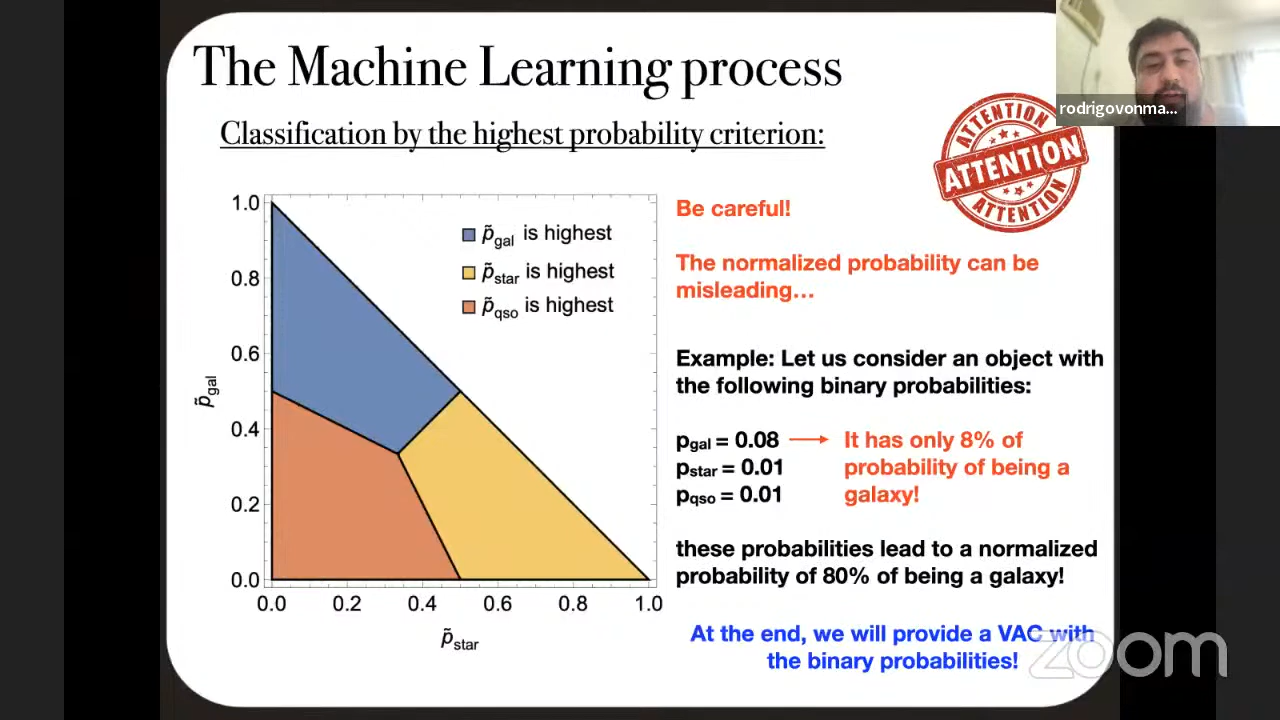 The Machine Learning process
Classification by the highest probability criterion:
rodrigovonma...
ATTENTION
ATTENTION
ATTENTION
1.0
0.8
0.6
0.4
0.2
0.0
p̃gal
0.0 0.2 0.4 0.6 0.8 1.0
p̃star
p̃gal is highest
p̃star is highest
p̃qso is highest
Be careful!
The normalized probability can be
misleading…
Example: Let us consider an object with
the following binary probabilities:
pgal = 0.08
pstar = 0.01
pqso = 0.01
It has only 8% of
probability of being a
galaxy!
these probabilities lead to a normalized
probability of 80% of being a galaxy!
At the end, we will provide a VAC with
the binary probabilities!
zoom